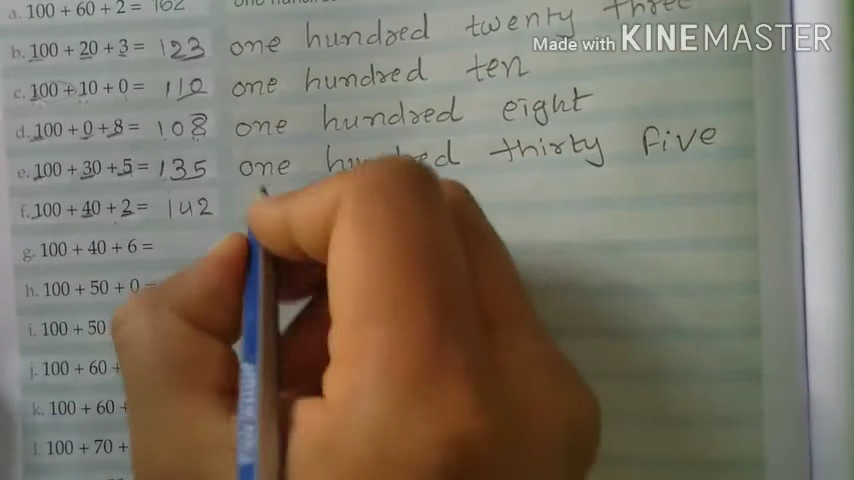 a. 100 + 60 + 2 = 162 one hundred
b. 100 + 20 + 3 = 123 one hundred twenty three
Made with KINEMASTER
c. 100 + 10 + 0 = 110 one hundred ten
d. 100 + 0 + 8 = 108 one hundred eight
e. 100 + 30 + 5 = 135 one hundred thirty five
f. 100 + 40 + 2 = 142
g. 100 + 40 + 6 =
h. 100 + 50 + 0 =
i. 100 + 50
j. 100 + 60 +
k. 100 + 60 +
l. 100 + 70 +